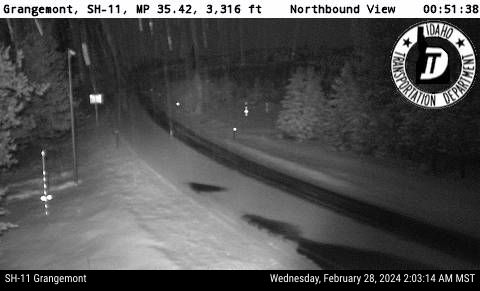 Grangemont, SH-11, MP 35.42, 3,316 ft Northbound View 00:51:38
IDAHO
TRANSPORTATION DEPARTMENT
SH-11 Grangemont Wednesday, February 28, 2024 2:03:14 AM MST